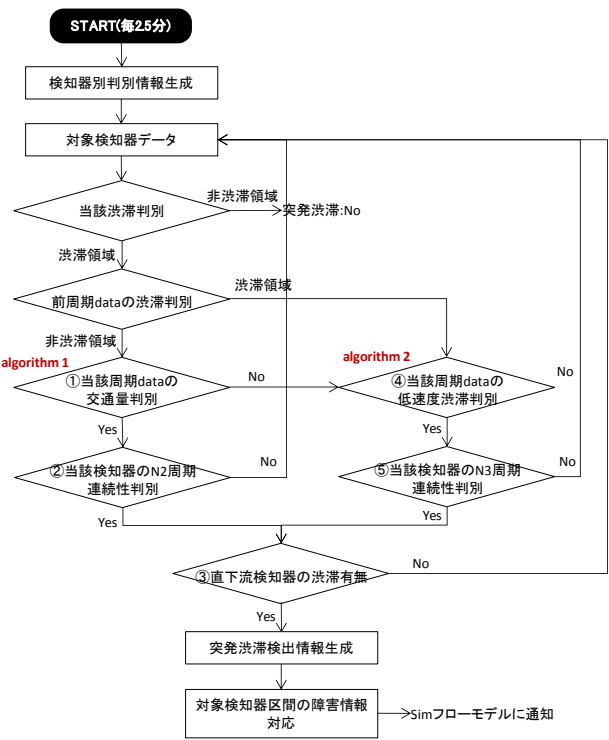 START(毎2.5分)
検知器別判別情報生成
対象検知器データ
非渋滞領域
当該渋滞判別
突発渋滞:No
渋滞領域
渋滞領域
前周期dataの渋滞判別
非渋滞領域
algorithm 1
algorithm 2
①当該周期dataの
交通量判別
No
④当該周期dataの
低速度渋滞判別
No
Yes
Yes
②当該検知器のN2周期
連続性判別
No
⑤当該検知器のN3周期
連続性判別
No
Yes
Yes
③直下流検知器の渋滞有無
No
Yes
突発渋滞検出情報生成
対象検知器区間の障害情報
対応
Simフローモデルに通知